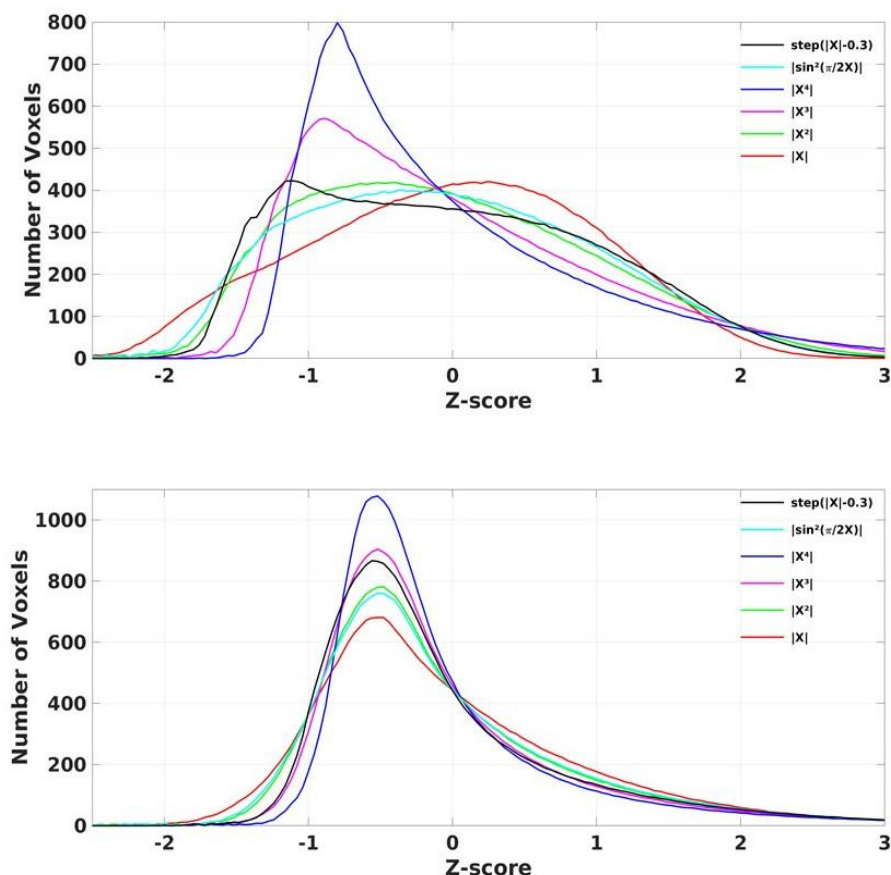 800
700
600
500
400
300
200
100
0
Number of Voxels
step(|X|-0.3)
|sin²(π/2X)|
|X⁴|
|X³|
|X²|
|X|
-2 -1 0 1 2 3
Z-score
1000
800
600
400
200
0
Number of Voxels
step(|X|-0.3)
|sin²(π/2X)|
|X⁴|
|X³|
|X²|
|X|
-2 -1 0 1 2 3
Z-score